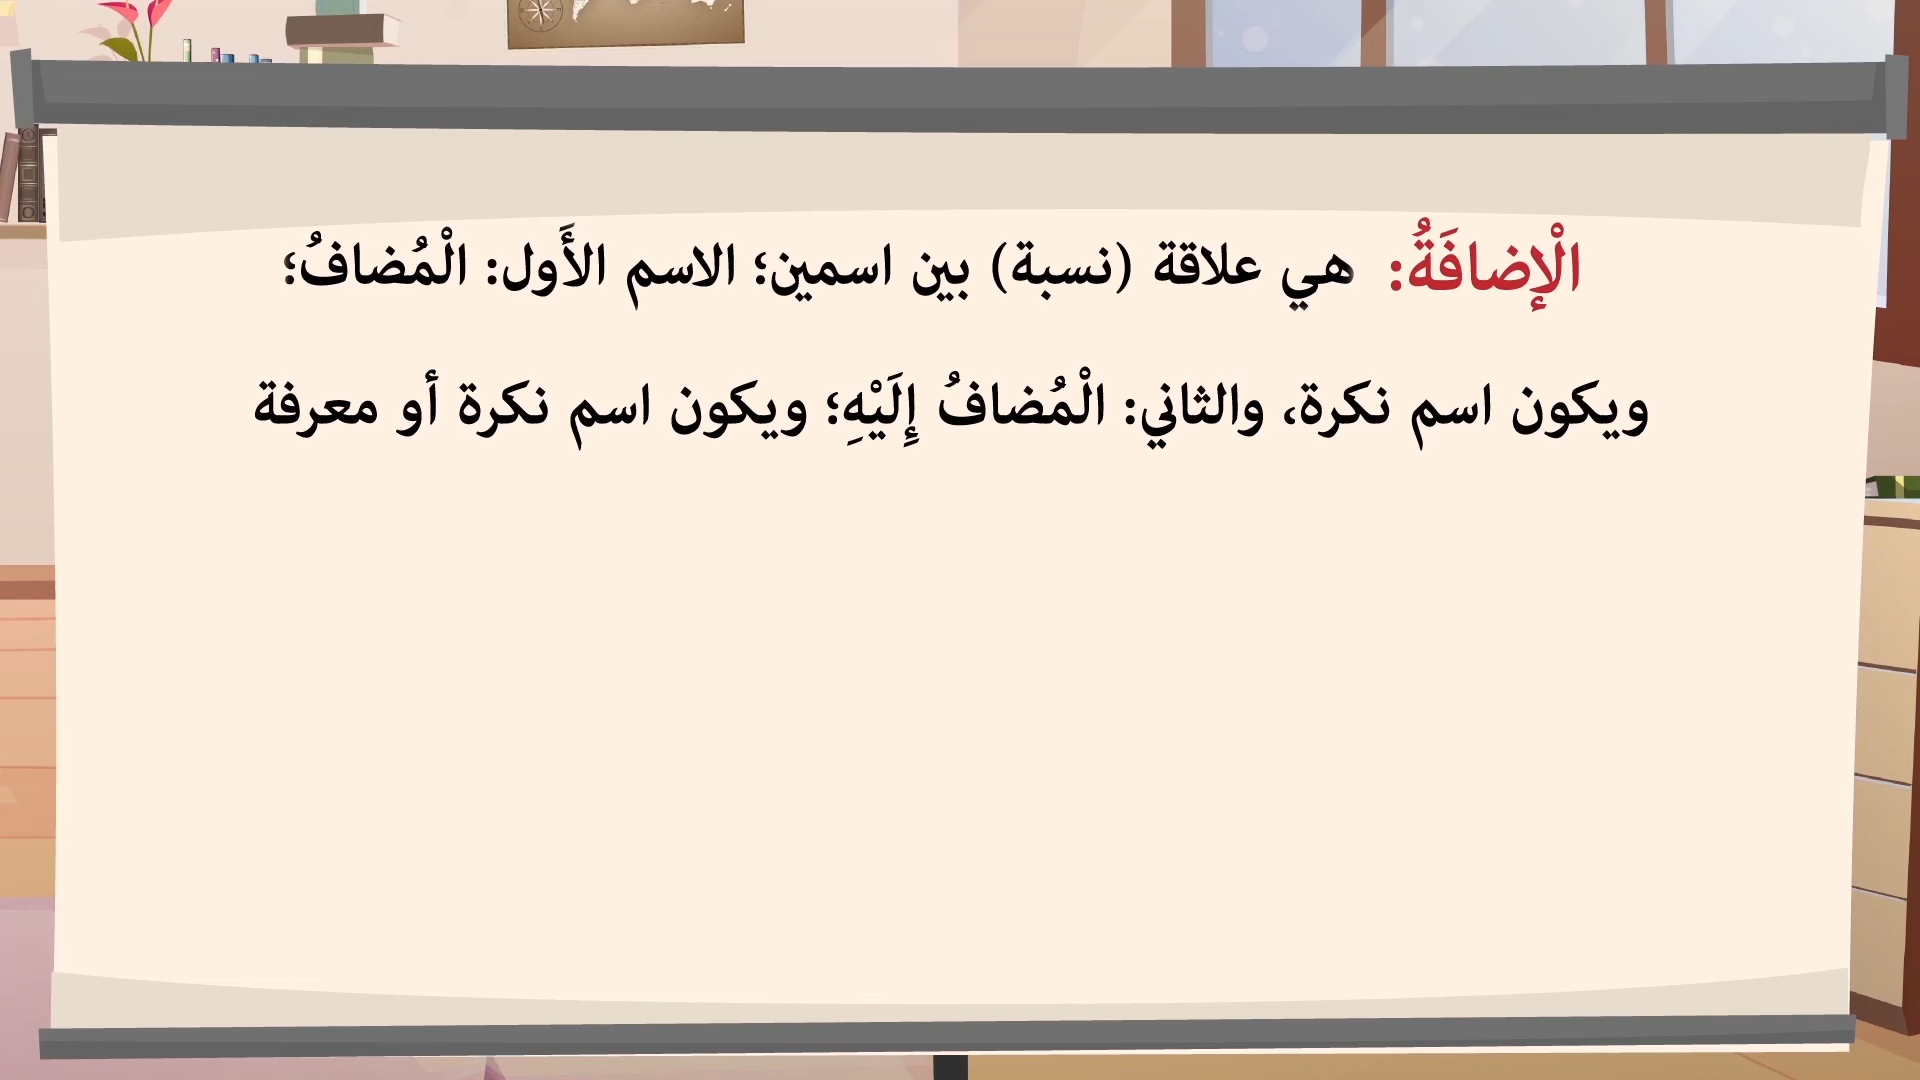 الْإضافَةُ: هي علاقة (نسبة) بين اسمين؛ الاسم الأَول: الْمُضافُ؛
ويكون اسم نكرة، والثاني: الْمُضافُ إِلَيْهِ؛ ويكون اسم نكرة أو معرفة